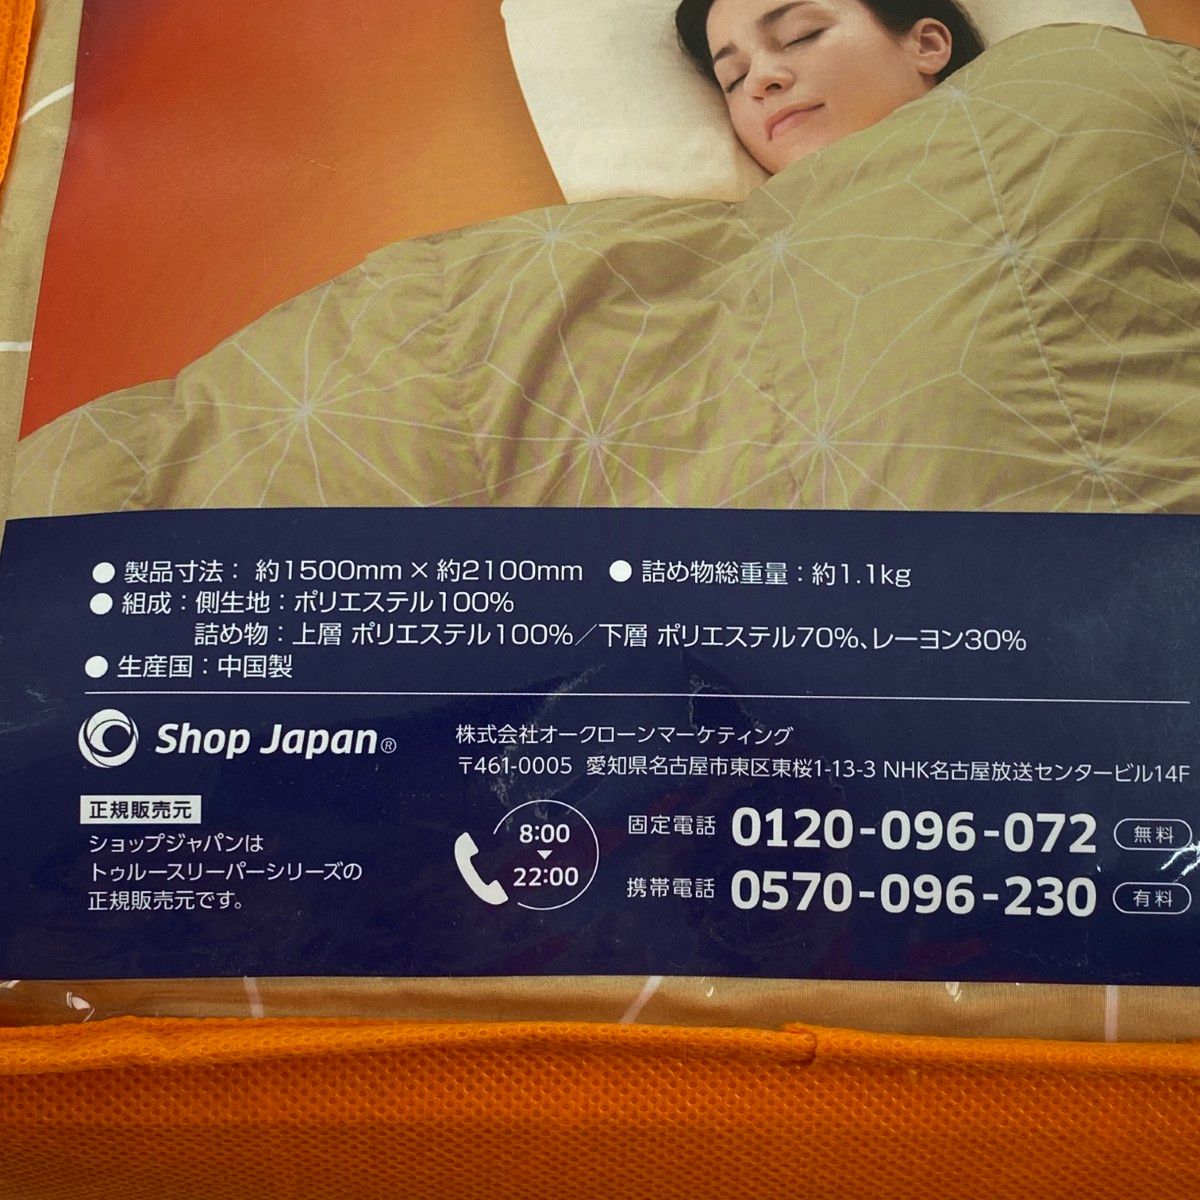 ● 製品寸法：約1500mm×約2100mm ● 詰め物総重量：約1.1kg
● 組成：側生地：ポリエステル100%
詰め物：上層 ポリエステル100%／下層 ポリエステル70%、レーヨン30%
● 生産国：中国製
Shop Japan®
株式会社オークローンマーケティング
〒461-0005 愛知県名古屋市東区東桜1-13-3 NHK名古屋放送センタービル14F
正規販売元
ショップジャパンは
トゥルースリーパーシリーズの
正規販売元です。
8:00
▼
22:00
固定電話 0120-096-072 無料
携帯電話 0570-096-230 有料